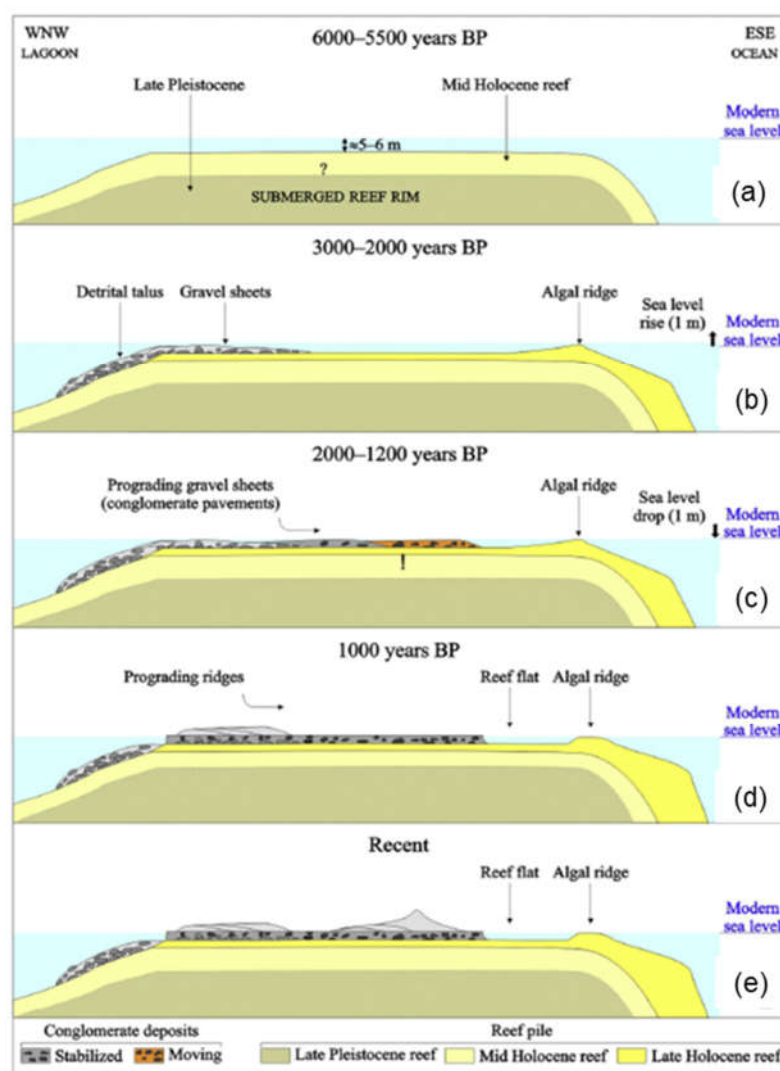 WNW
LAGOON
6000–5500 years BP
ESE
OCEAN
Late Pleistocene
Mid Holocene reef
Modern
sea level
≈5–6 m
?
SUBMERGED REEF RIM
(a)
3000–2000 years BP
Detrital talus
Gravel sheets
Algal ridge
Sea level
rise (1 m)
Modern
sea level
(b)
2000–1200 years BP
Prograding gravel sheets
(conglomerate pavements)
Algal ridge
Sea level
drop (1 m)
Modern
sea level
!
(c)
1000 years BP
Prograding ridges
Reef flat
Algal ridge
Modern
sea level
(d)
Recent
Reef flat
Algal ridge
Modern
sea level
(e)
Conglomerate deposits
Stabilized
Moving
Reef pile
Late Pleistocene reef
Mid Holocene reef
Late Holocene reef